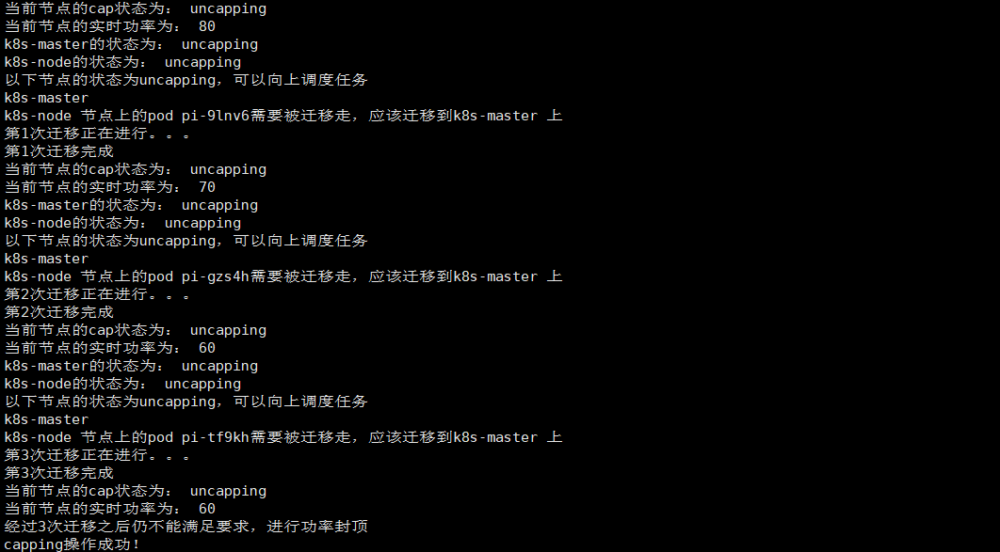 当前节点的cap状态为： uncapping
当前节点的实时功率为： 80
k8s-master的状态为： uncapping
k8s-node的状态为： uncapping
以下节点的状态为uncapping，可以向上调度任务
k8s-master
k8s-node 节点上的pod pi-9lnv6需要被迁移走，应该迁移到k8s-master 上
第1次迁移正在进行。。。
第1次迁移完成
当前节点的cap状态为： uncapping
当前节点的实时功率为： 70
k8s-master的状态为： uncapping
k8s-node的状态为： uncapping
以下节点的状态为uncapping，可以向上调度任务
k8s-master
k8s-node 节点上的pod pi-gzs4h需要被迁移走，应该迁移到k8s-master 上
第2次迁移正在进行。。。
第2次迁移完成
当前节点的cap状态为： uncapping
当前节点的实时功率为： 60
k8s-master的状态为： uncapping
k8s-node的状态为： uncapping
以下节点的状态为uncapping，可以向上调度任务
k8s-master
k8s-node 节点上的pod pi-tf9kh需要被迁移走，应该迁移到k8s-master 上
第3次迁移正在进行。。。
第3次迁移完成
当前节点的cap状态为： uncapping
当前节点的实时功率为： 60
经过3次迁移之后仍不能满足要求，进行功率封顶
capping操作成功！